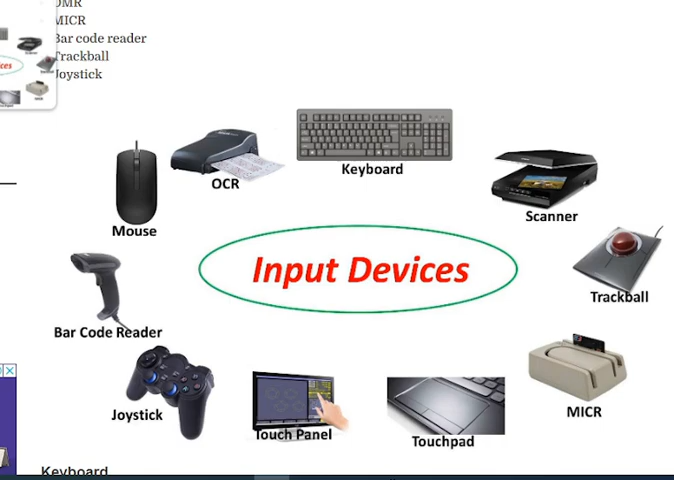 OMR
MICR
Bar code reader
Trackball
Joystick
Keyboard
OCR
Scanner
Mouse
Input Devices
Trackball
Bar Code Reader
Joystick
Touch Panel
Touchpad
MICR
Keyboard